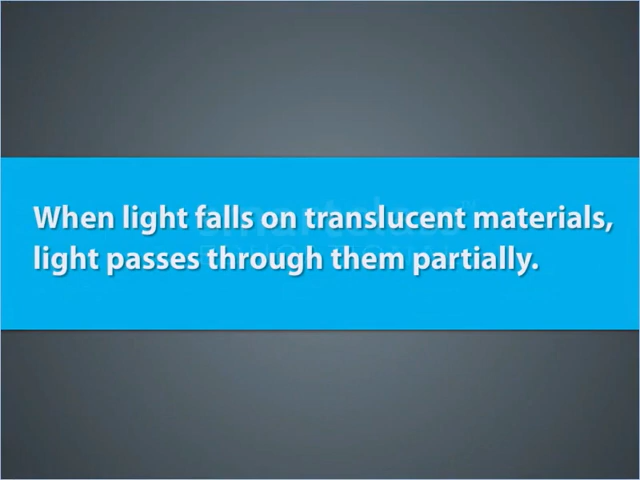 When light falls on translucent materials,
light passes through them partially.